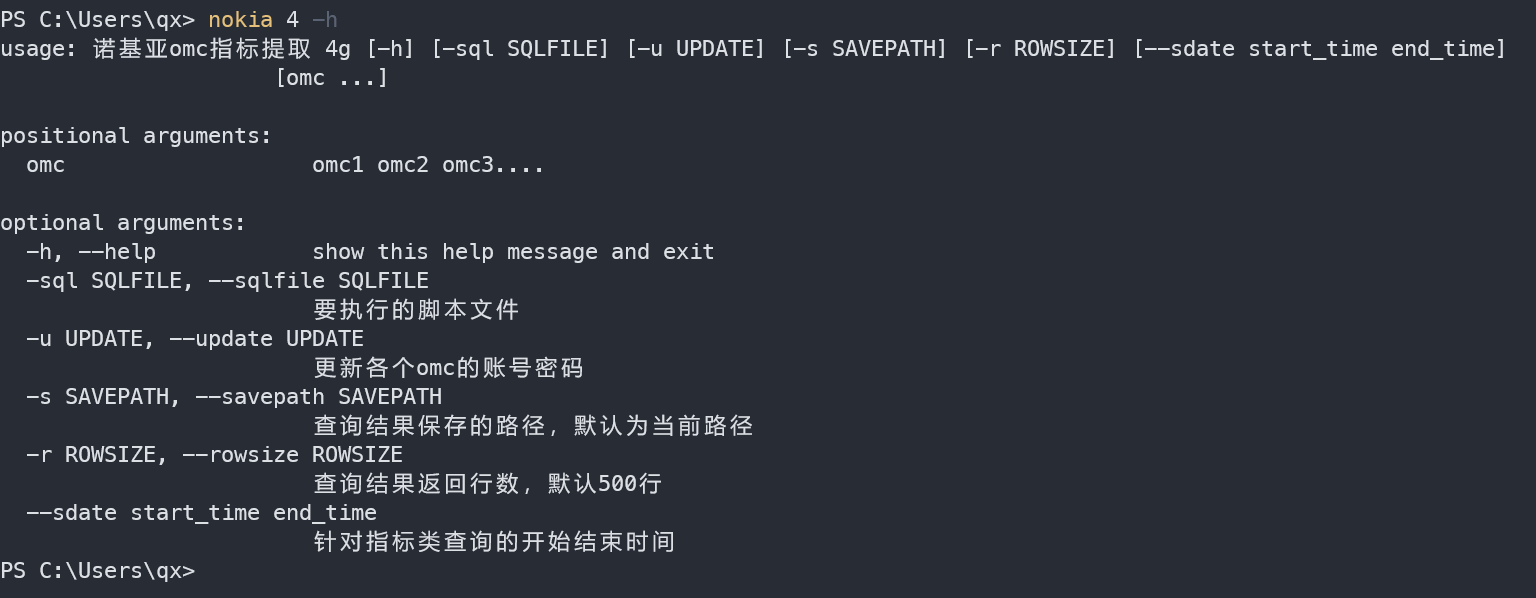 PS C:\Users\qx> nokia 4 -h
usage: 诺基亚omc指标提取 4g [-h] [-sql SQLFILE] [-u UPDATE] [-s SAVEPATH] [-r ROWSIZE] [--sdate start_time end_time]
[omc ...]
positional arguments:
omc omc1 omc2 omc3....
optional arguments:
-h, --help show this help message and exit
-sql SQLFILE, --sqlfile SQLFILE
要执行的脚本文件
-u UPDATE, --update UPDATE
更新各个omc的账号密码
-s SAVEPATH, --savepath SAVEPATH
查询结果保存的路径，默认为当前路径
-r ROWSIZE, --rowsize ROWSIZE
查询结果返回行数，默认500行
--sdate start_time end_time
针对指标类查询的开始结束时间
PS C:\Users\qx>